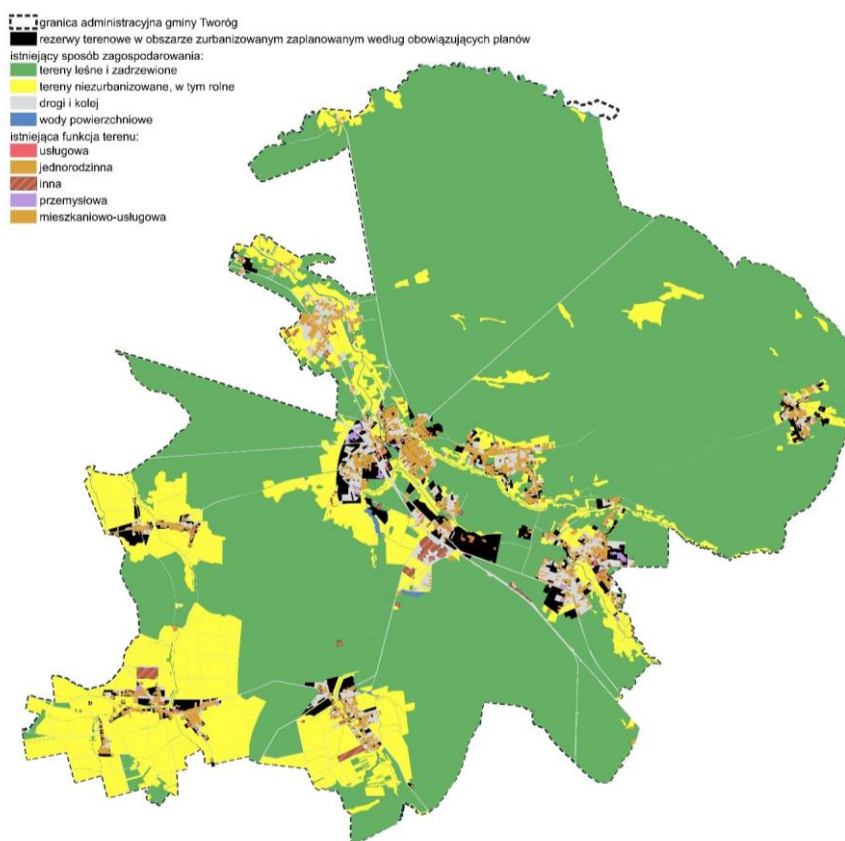 granica administracyjna gminy Tworóg
rezerwy terenowe w obszarze zurbanizowanym zaplanowanym według obowiązujących planów
istniejący sposób zagospodarowania:
tereny leśne i zadrzewione
tereny niezurbanizowane, w tym rolne
drogi i kolej
wody powierzchniowe
istniejąca funkcja terenu:
usługowa
jednorodzinna
inna
przemysłowa
mieszkaniowo-usługowa